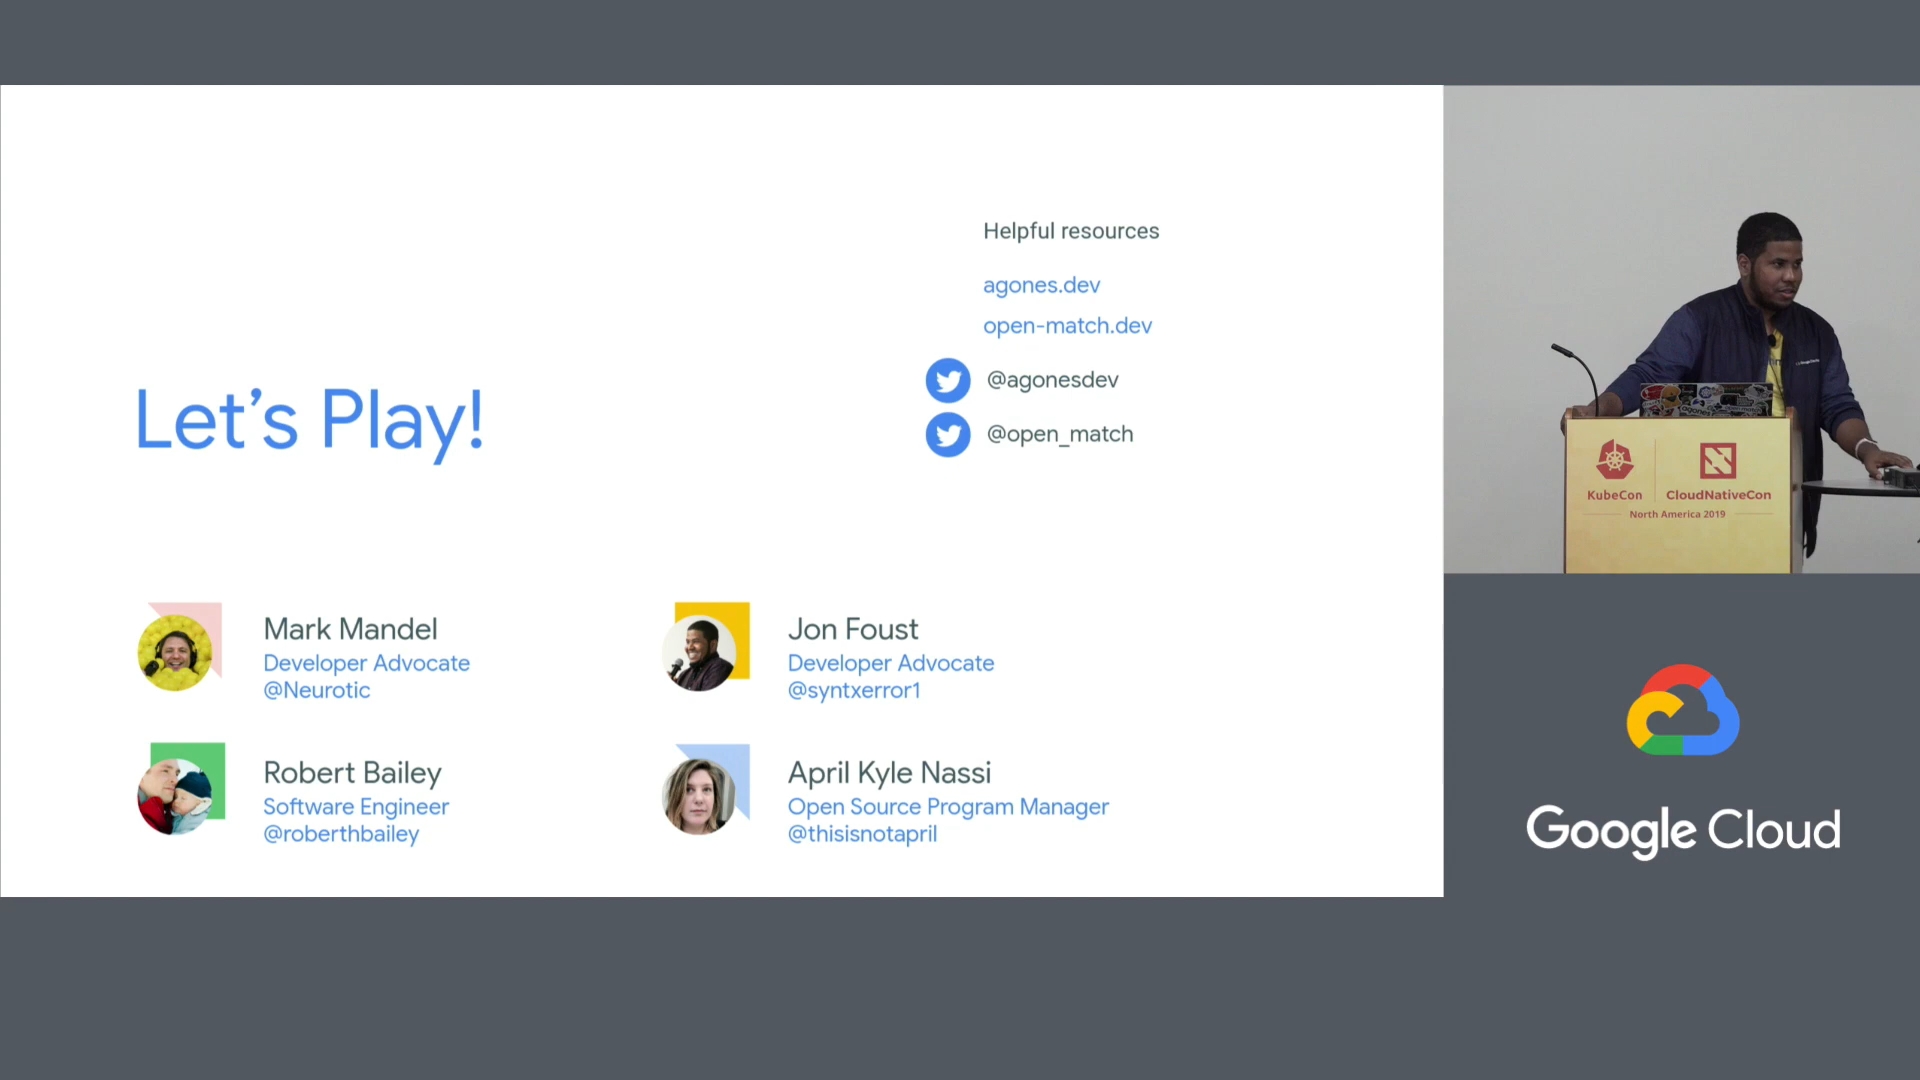 Let's Play!
Helpful resources
agones.dev
open-match.dev
@agonesdev
@open_match
Mark Mandel
Developer Advocate
@Neurotic
Jon Foust
Developer Advocate
@syntxerror1
Robert Bailey
Software Engineer
@roberthbailey
April Kyle Nassi
Open Source Program Manager
@thisisnotapril
KubeCon
CloudNativeCon
North America 2019
Google Cloud